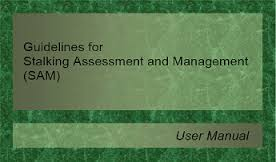 Guidelines for
Stalking Assessment and Management
(SAM)
User Manual